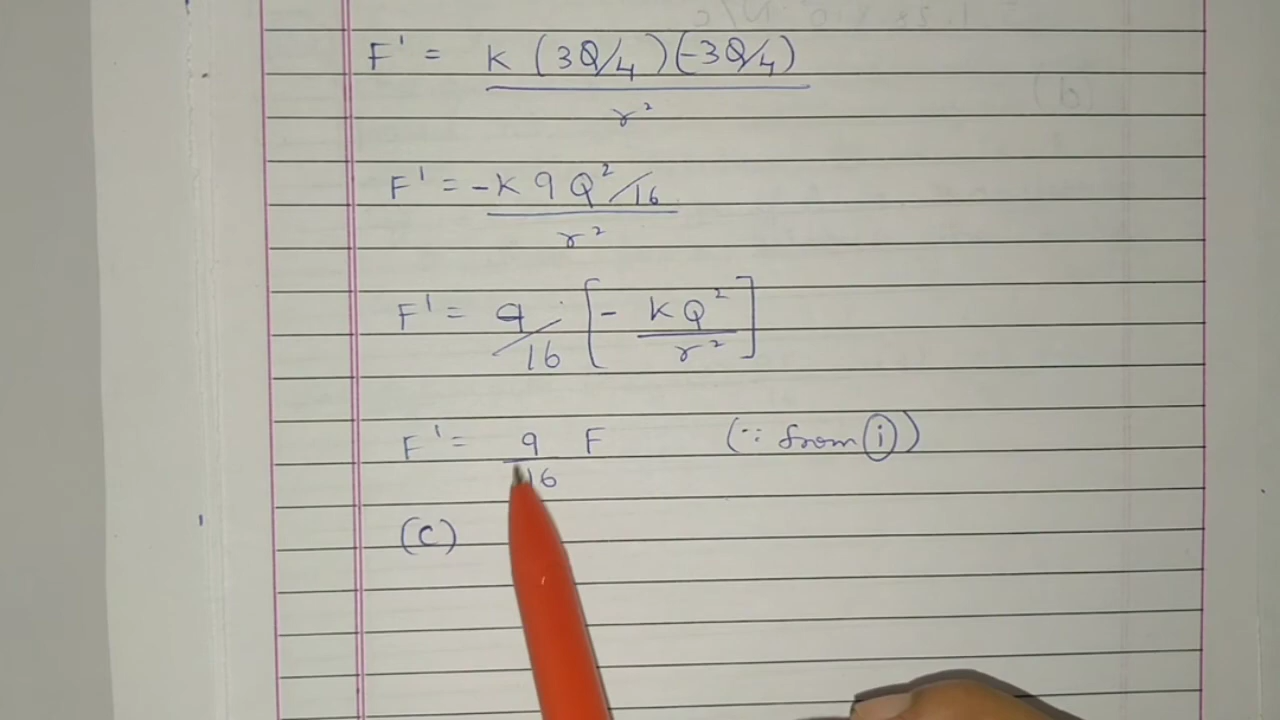 F' = K (3Q/4)(-3Q/4)
r²
F' = -K 9 Q²/16
r²
F' = 9/16 [- KQ²/r²]
F' = 9/16 F (∵ from (i))
(C)